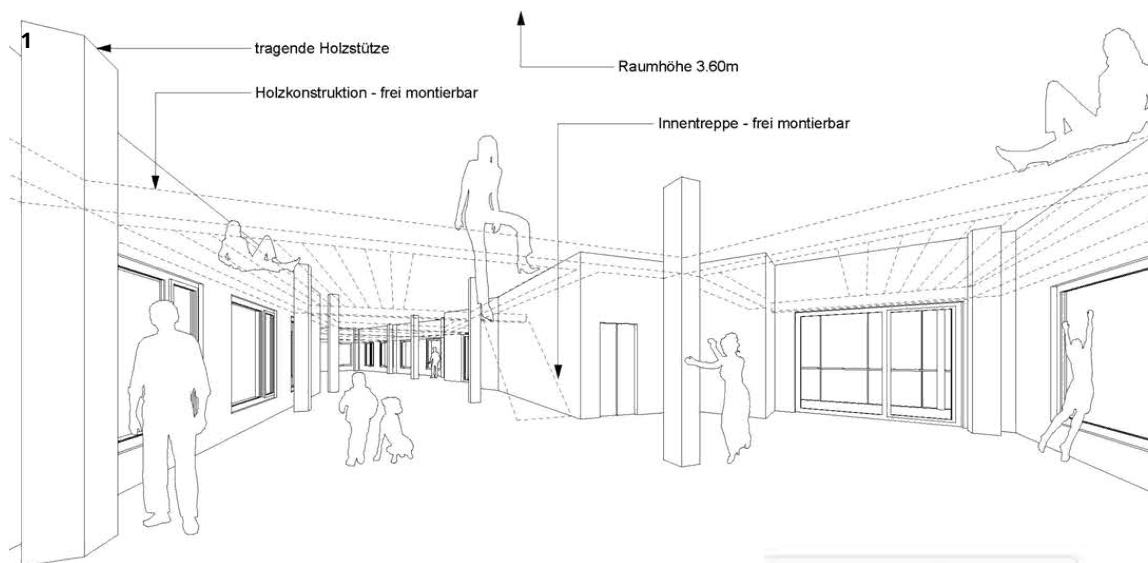 1
tragende Holzstütze
Raumhöhe 3.60m
Holzkonstruktion - frei montierbar
Innentreppe - frei montierbar